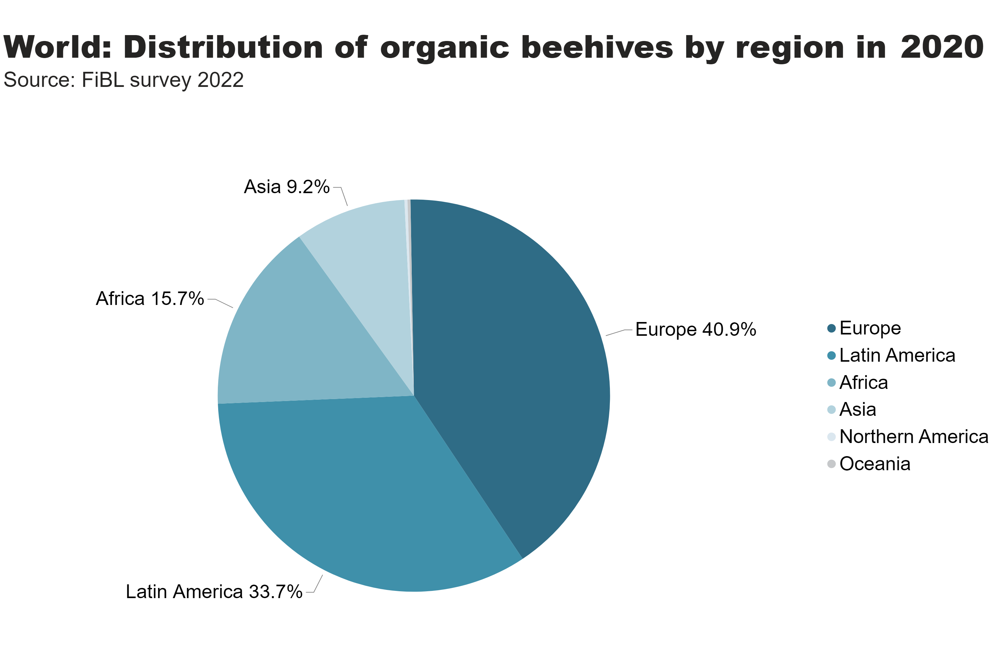 World: Distribution of organic beehives by region in 2020
Source: FiBL survey 2022
Asia 9.2%
Africa 15.7%
Europe 40.9%
Latin America 33.7%
Europe
Latin America
Africa
Asia
Northern America
Oceania